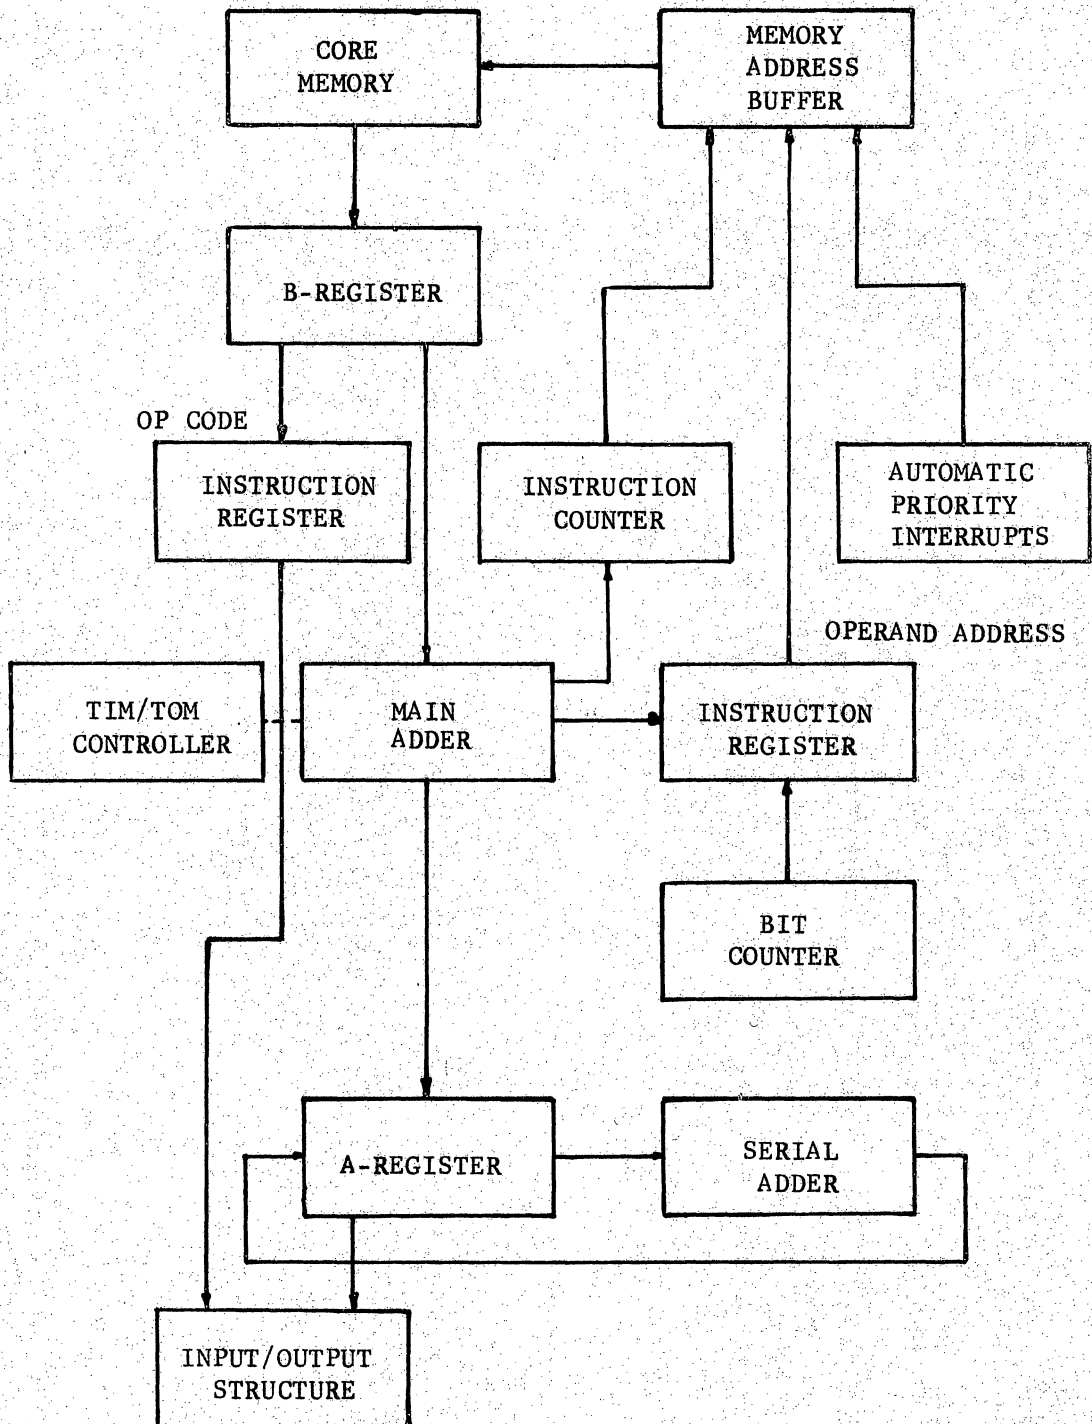 CORE
MEMORY
MEMORY
ADDRESS
BUFFER
B-REGISTER
OP CODE
INSTRUCTION
REGISTER
INSTRUCTION
COUNTER
AUTOMATIC
PRIORITY
INTERRUPTS
OPERAND ADDRESS
TIM/TOM
CONTROLLER
MAIN
ADDER
INSTRUCTION
REGISTER
BIT
COUNTER
A-REGISTER
SERIAL
ADDER
INPUT/OUTPUT
STRUCTURE